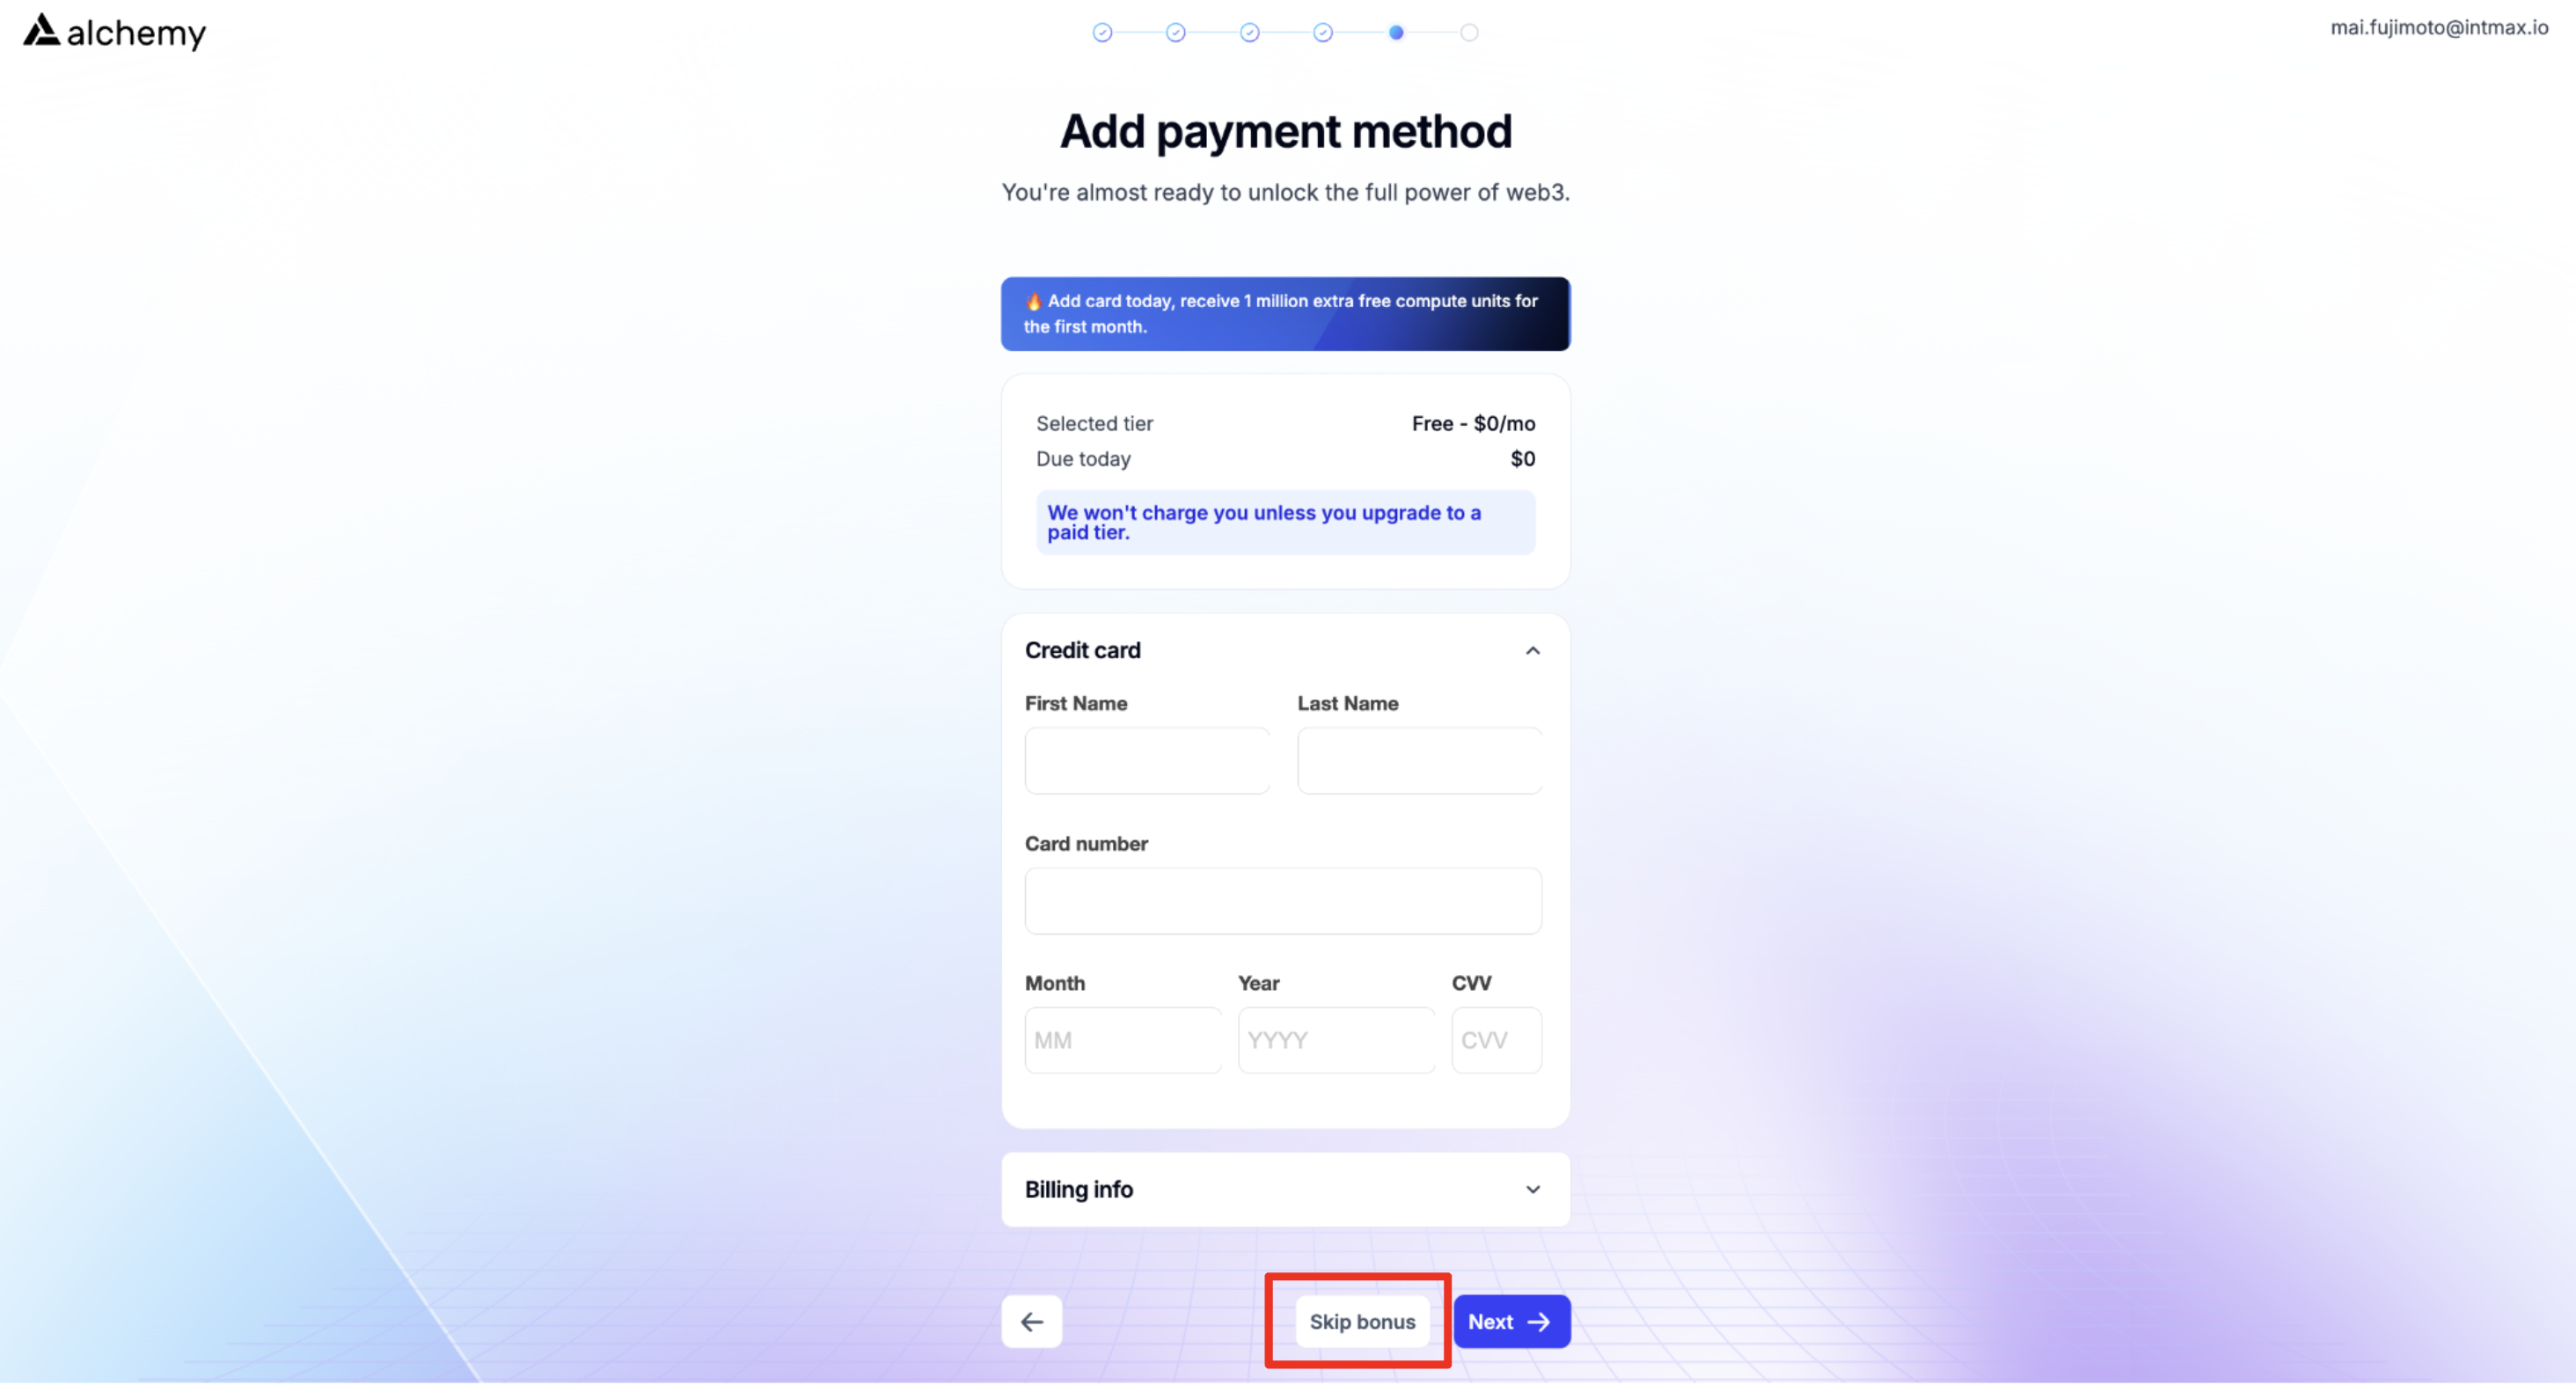 alchemy
mai.fujimoto@intmax.io
Add payment method
You're almost ready to unlock the full power of web3.
🔥 Add card today, receive 1 million extra free compute units for
the first month.
Selected tier Free - $0/mo
Due today $0
We won't charge you unless you upgrade to a
paid tier.
Credit card
First Name Last Name
Card number
Month Year CVV
MM YYYY CVV
Billing info
Skip bonus Next